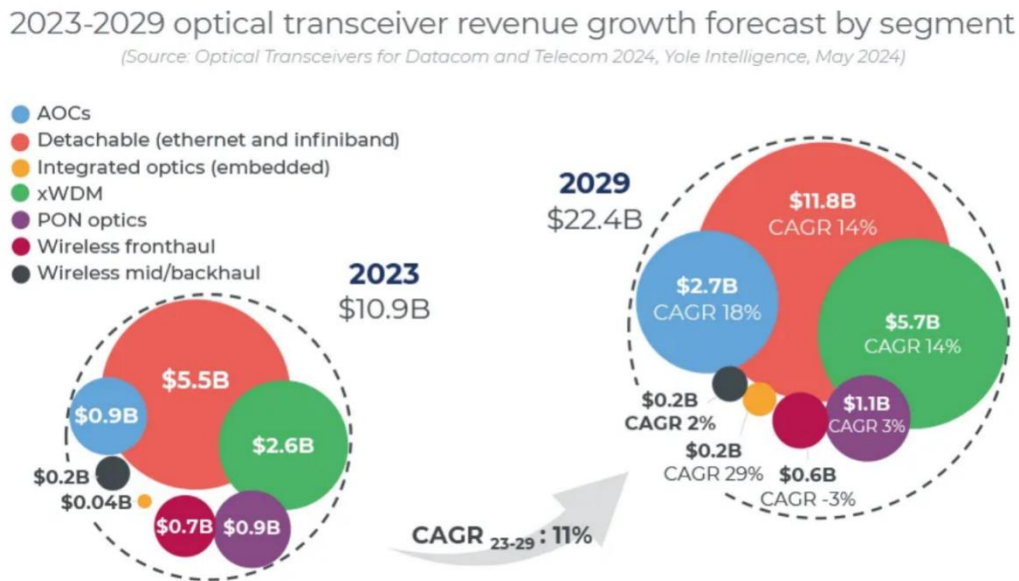 2023-2029 optical transceiver revenue growth forecast by segment
(Source: Optical Transceivers for Datacom and Telecom 2024, Yole Intelligence, May 2024)
AOCs
Detachable (ethernet and infiniband)
Integrated optics (embedded)
xWDM
PON optics
Wireless fronthaul
Wireless mid/backhaul
2023
$10.9B
$5.5B
$0.9B
$2.6B
$0.2B
$0.04B
$0.7B
$0.9B
CAGR 23-29 : 11%
2029
$22.4B
$11.8B
CAGR 14%
$2.7B
CAGR 18%
$5.7B
CAGR 14%
$0.2B
CAGR 2%
$0.2B
CAGR 29%
$0.6B
CAGR -3%
$1.1B
CAGR 3%